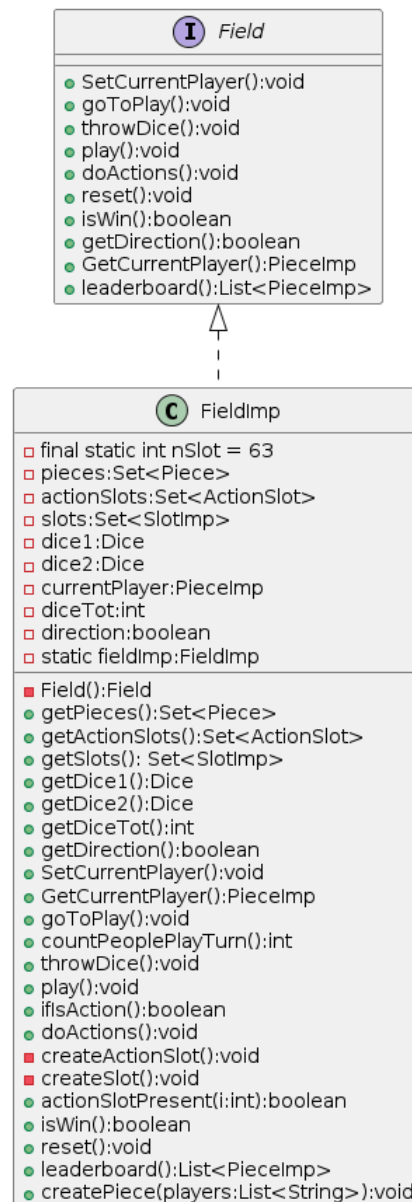 I Field
SetCurrentPlayer():void
goToPlay():void
throwDice():void
play():void
doActions():void
reset():void
isWin():boolean
getDirection():boolean
GetCurrentPlayer():PieceImp
leaderboard():List<PieceImp>
C FieldImp
final static int nSlot = 63
pieces:Set<Piece>
actionSlots:Set<ActionSlot>
slots:Set<SlotImp>
dice1:Dice
dice2:Dice
currentPlayer:PieceImp
diceTot:int
direction:boolean
static fieldImp:FieldImp
Field():Field
getPieces():Set<Piece>
getActionSlots():Set<ActionSlot>
getSlots(): Set<SlotImp>
getDice1():Dice
getDice2():Dice
getDiceTot():int
getDirection():boolean
SetCurrentPlayer():void
GetCurrentPlayer():PieceImp
goToPlay():void
countPeoplePlayTurn():int
throwDice():void
play():void
ifIsAction():boolean
doActions():void
createActionSlot():void
createSlot():void
actionSlotPresent(i:int):boolean
isWin():boolean
reset():void
leaderboard():List<PieceImp>
createPiece(players:List<String>):void